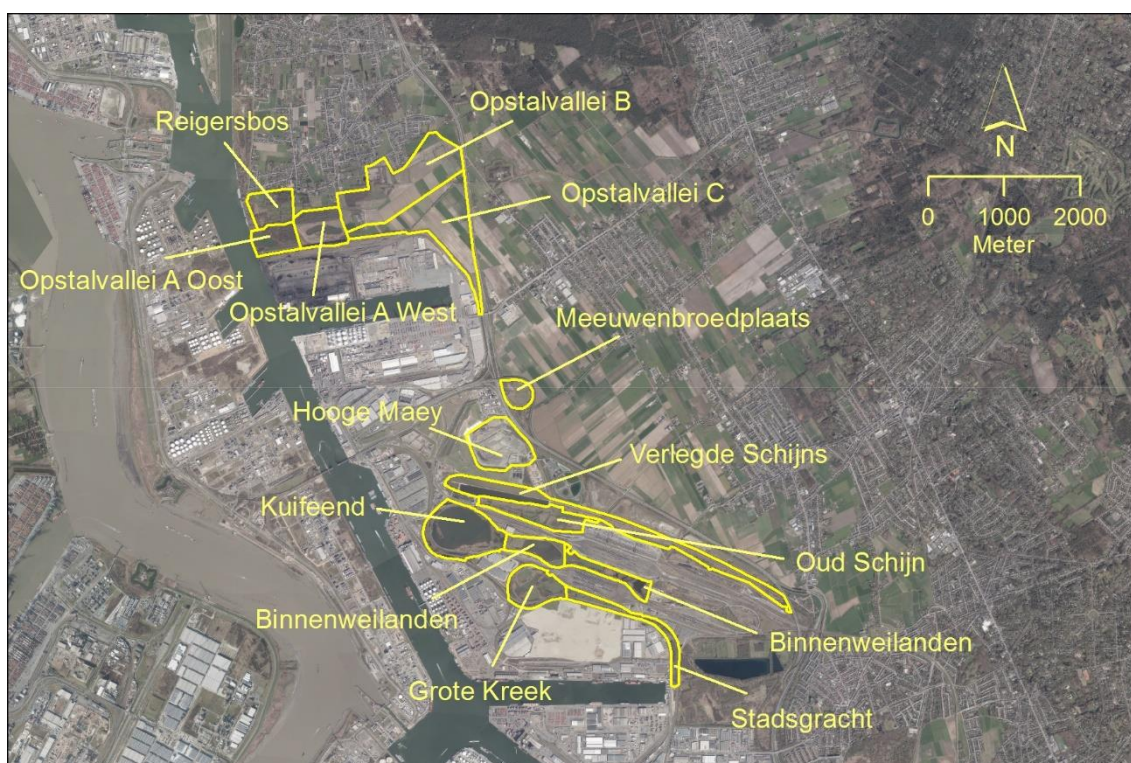 Opstalvallei B
Reigersbos
N
Opstalvallei C
0 1000 2000
Meter
Opstalvallei A Oost
Opstalvallei A West
Meeuwenbroedplaats
Hooge Maey
Verlegde Schijns
Kuifeend
Oud Schijn
Binnenweilanden
Binnenweilanden
Grote Kreek
Stadsgracht